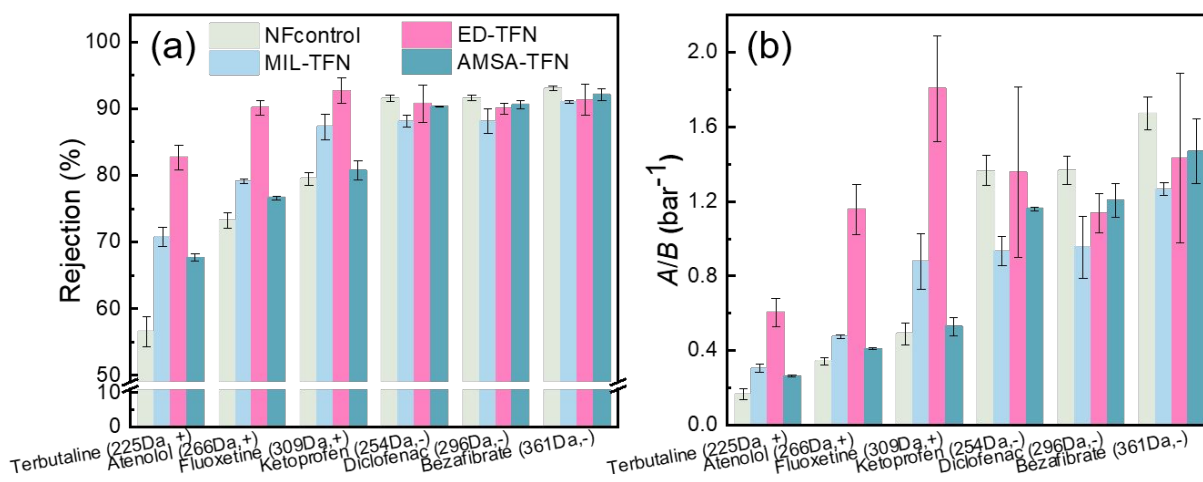 (a)
NFcontrol
ED-TFN
MIL-TFN
AMSA-TFN
Rejection (%)
100
90
80
70
60
50
10
0
Terbutaline (225Da, +)
Atenolol (266Da,+)
Fluoxetine (309Da,+)
Ketoprofen (254Da,-)
Diclofenac (296Da,-)
Bezafibrate (361Da,-)
(b)
A/B (bar⁻¹)
2.0
1.6
1.2
0.8
0.4
0.0
Terbutaline (225Da, +)
Atenolol (266Da,+)
Fluoxetine (309Da,+)
Ketoprofen (254Da,-)
Diclofenac (296Da,-)
Bezafibrate (361Da,-)